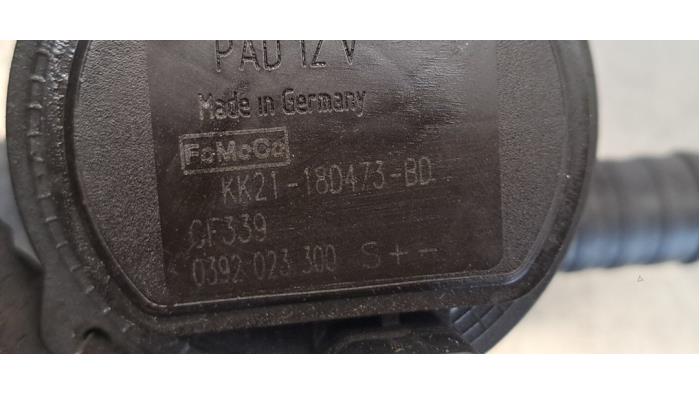 PAD 12 V
Made in Germany
FoMoCo
KK21-18D473-BD
CF339
0392 023 300 S + -